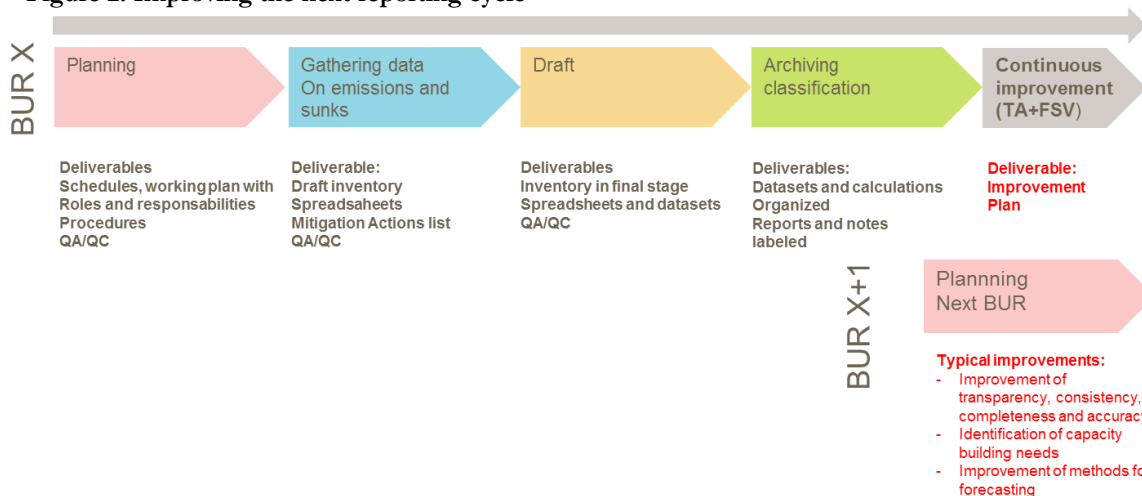 Figure 2: Improving the next reporting cycle
BUR X
Planning
Gathering data
On emissions and
sunks
Draft
Archiving
classification
Continuous
improvement
(TA+FSV)
Deliverables
Schedules, working plan with
Roles and responsabilities
Procedures
QA/QC
Deliverable:
Draft inventory
Spreadsaheets
Mitigation Actions list
QA/QC
Deliverables
Inventory in final stage
Spreadsheets and datasets
QA/QC
Deliverables:
Datasets and calculations
Organized
Reports and notes
labeled
Deliverable:
Improvement
Plan
BUR X+1
Plannning
Next BUR
Typical improvements:
- Improvement of
transparency, consistency,
completeness and accuracy
- Identification of capacity
building needs
- Improvement of methods fo
forecasting